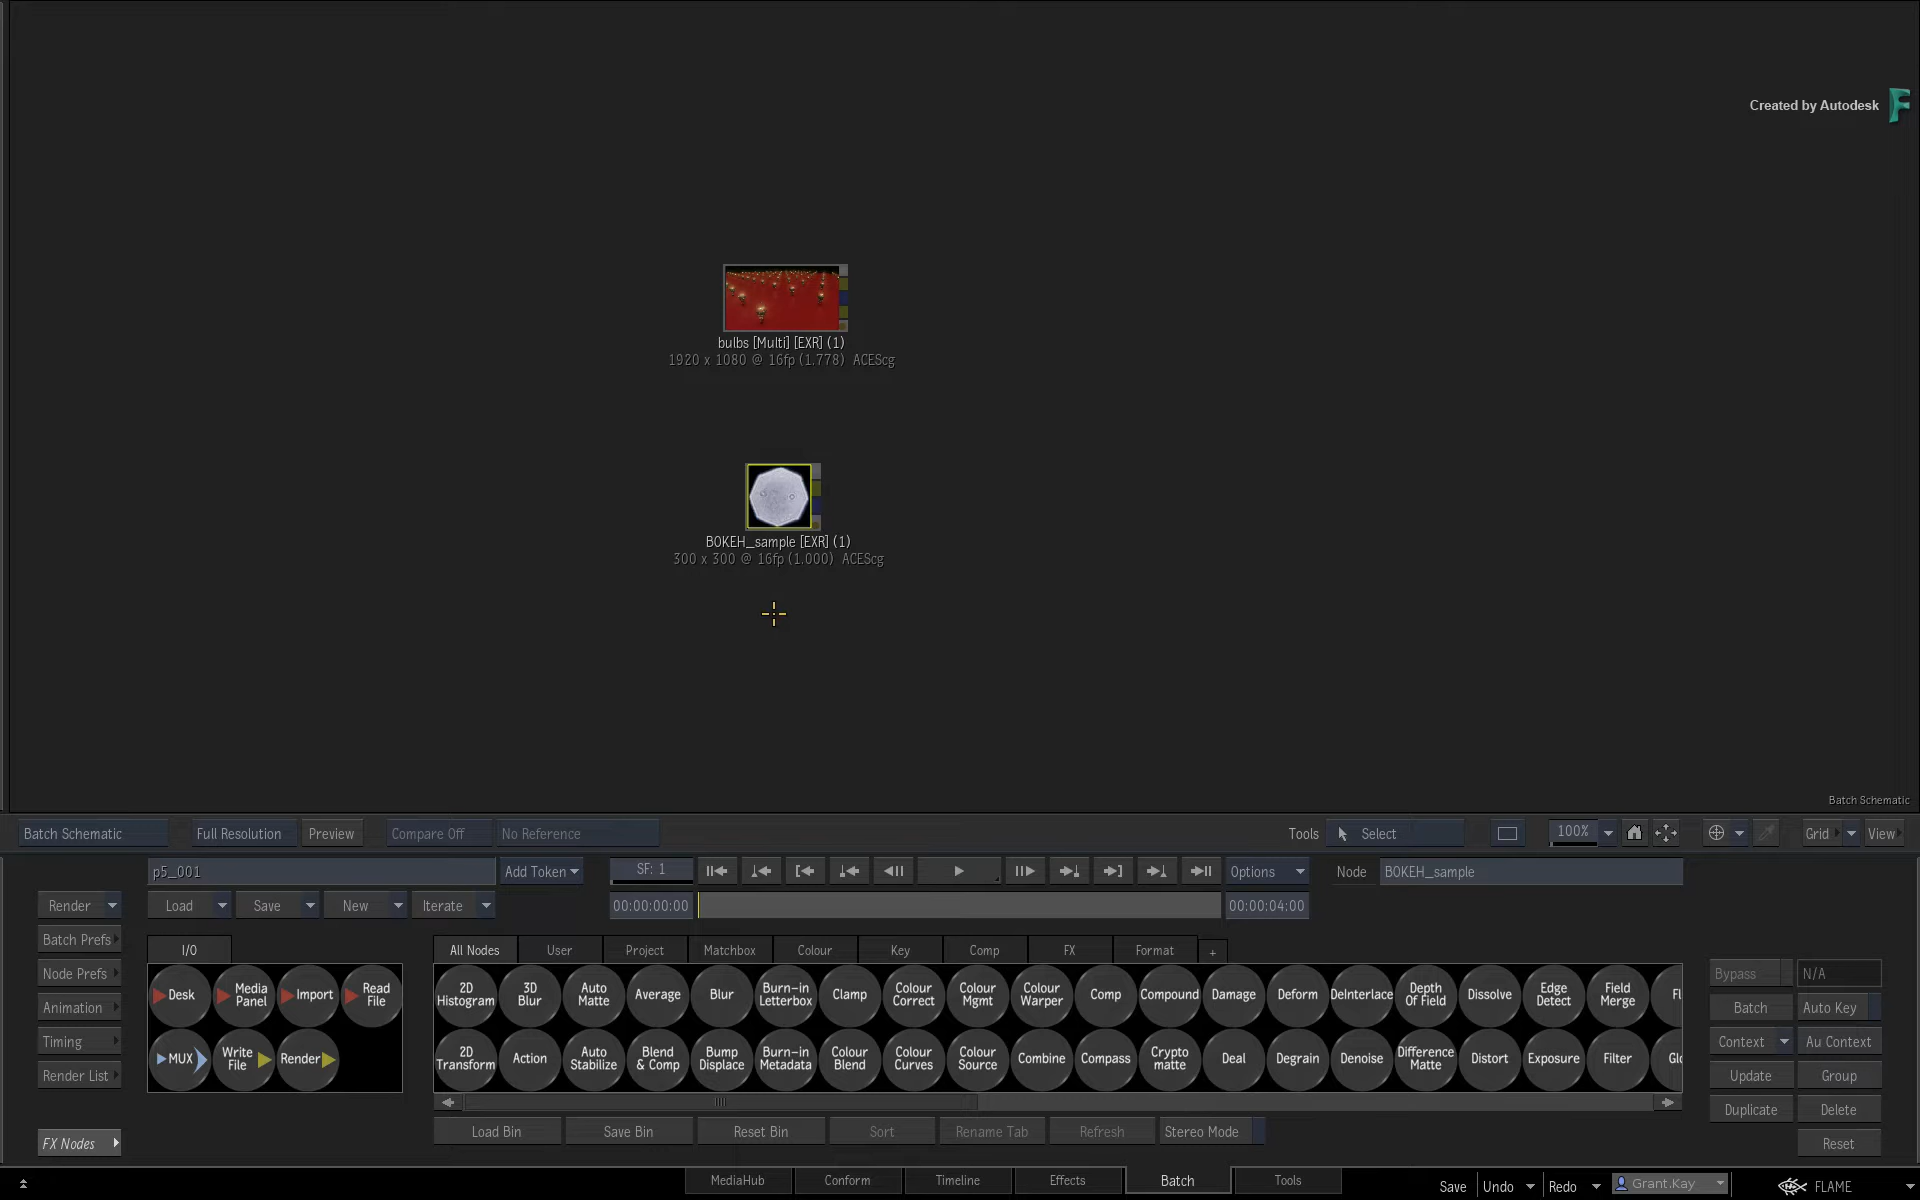 Created by Autodesk
bulbs [Multi] [EXR] (1)
1920 x 1080 @ 16fp (1.778) ACEScg
BOKEH_sample [EXR] (1)
300 x 300 @ 16fp (1.000) ACEScg
Batch Schematic
Batch Schematic Full Resolution Preview Compare Off No Reference Tools Select 100% Grid View
p5_001 Add Token SF: 1 Options Node BOKEH_sample
Render Load Save New Iterate 00:00:00:00 00:00:04:00
Batch Prefs I/O All Nodes User Project Matchbox Colour Key Comp FX Format +
Node Prefs
Animation
Timing
Render List
FX Nodes
Desk Media Panel Import Read File
MUX Write File Render
2D Histogram 3D Blur Auto Matte Average Blur Burn-in Letterbox Clamp Colour Correct Colour Mgmt Colour Warper Comp Compound Damage Deform DeInterlace Depth Of Field Dissolve Edge Detect Field Merge Fl
2D Transform Action Auto Stabilize Blend & Comp Bump Displace Burn-in Metadata Colour Blend Colour Curves Colour Source Combine Compass Crypto matte Deal Degrain Denoise Difference Matte Distort Exposure Filter Glo
Load Bin Save Bin Reset Bin Sort Rename Tab Refresh Stereo Mode
Bypass N/A
Batch Auto Key
Context Au Context
Update Group
Duplicate Delete
Reset
MediaHub Conform Timeline Effects Batch Tools Save Undo Redo Grant.Kay FLAME